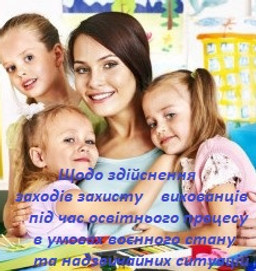 Щодо здійснення
заходів захисту вихованців
під час освітнього процесу
в умовах воєнного стану
та надзвичайних ситуацій